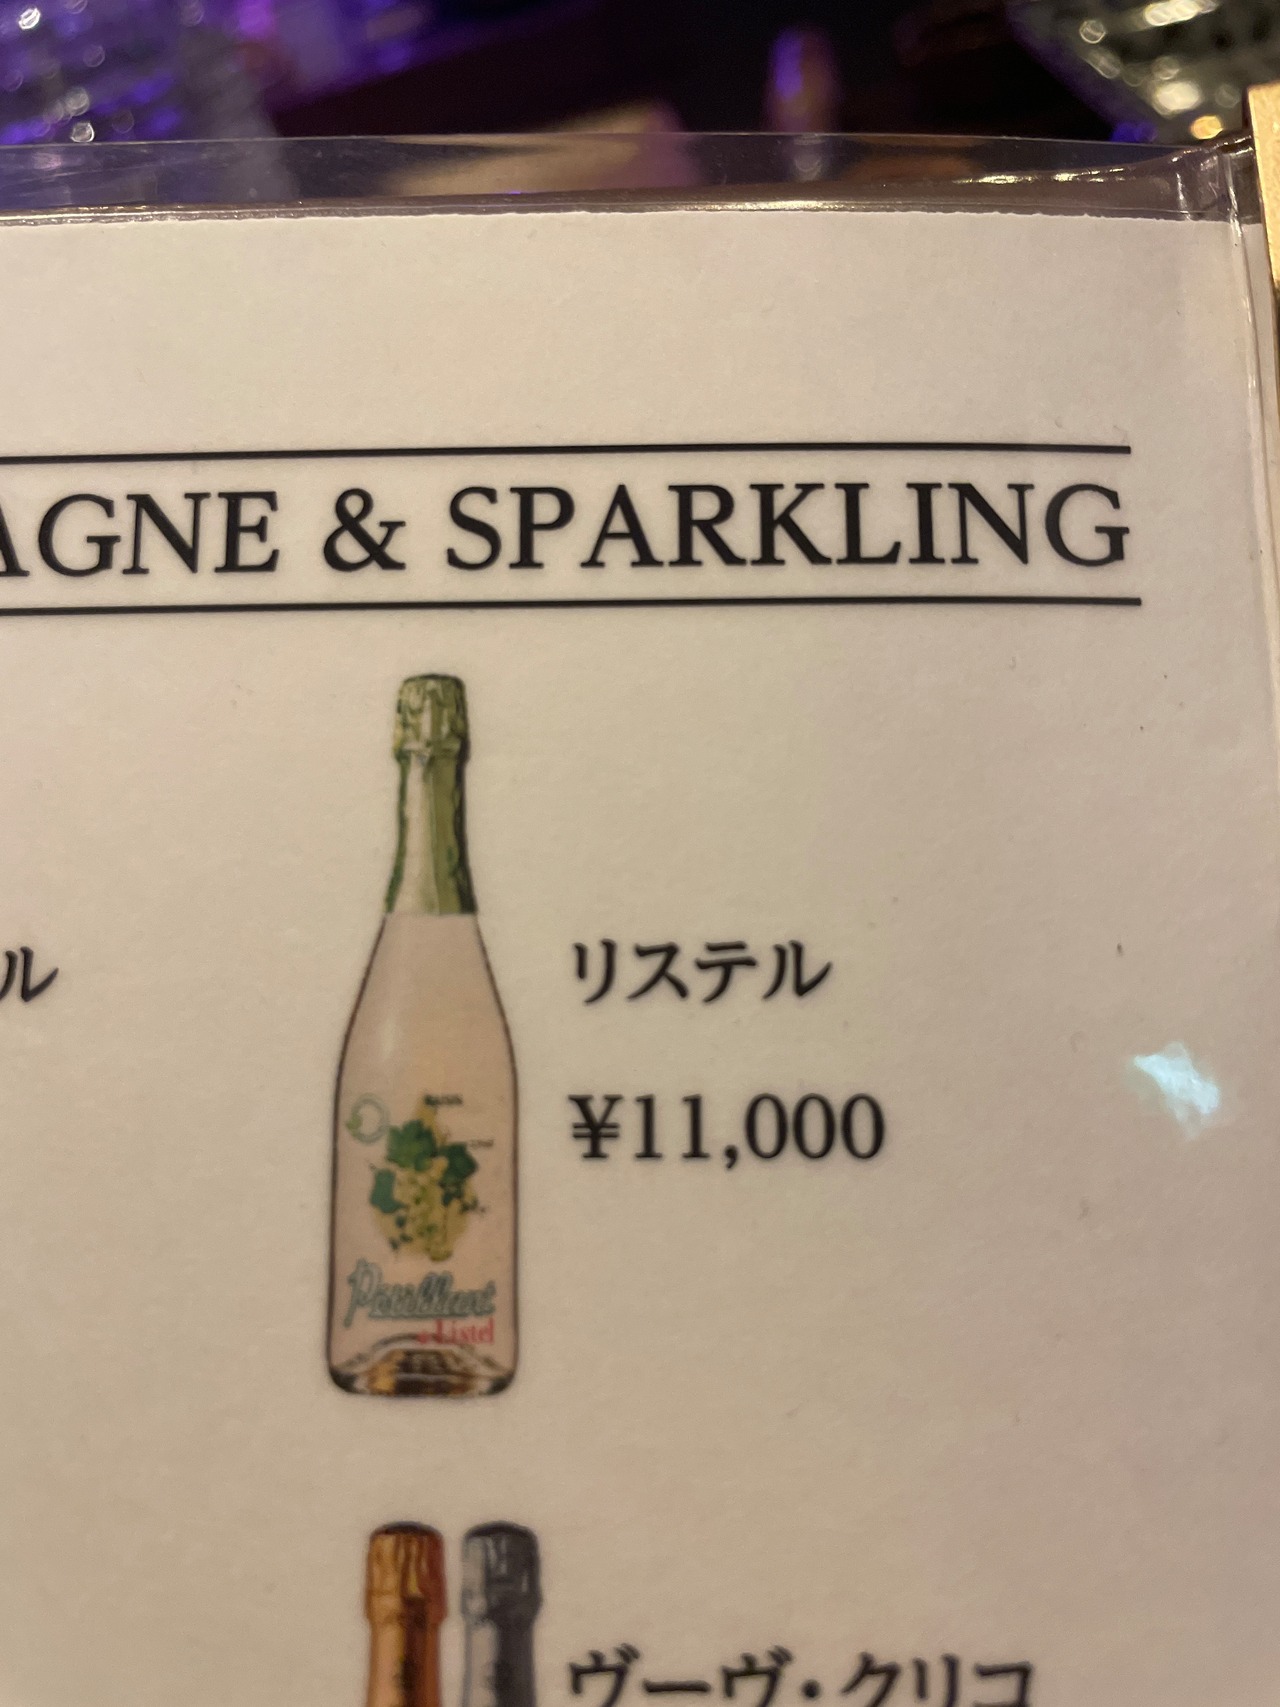 AGNE & SPARKLING
ル
リステル
¥11,000
Pétillant
Listel
ヴーヴ・クリコ